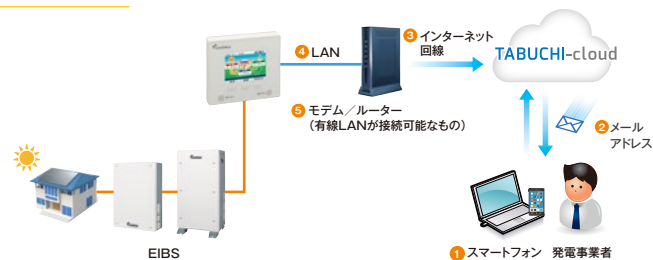 ④LAN
③インターネット
回線
TABUCHI-cloud
⑤モデム／ルーター
（有線LANが接続可能なもの）
②メール
アドレス
EIBS
①スマートフォン 発電事業者